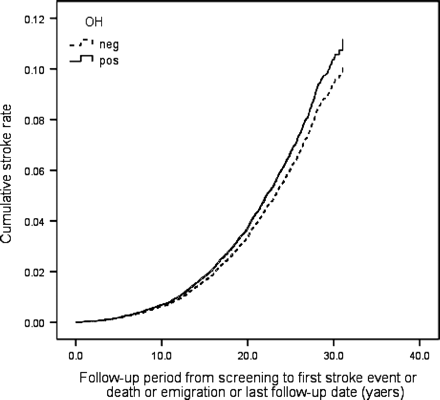 OH
neg
pos
Cumulative stroke rate
0.12
0.10
0.08
0.06
0.04
0.02
0.00
0.0 10.0 20.0 30.0 40.0
Follow-up period from screening to first stroke event or
death or emigration or last follow-up date (yaers)